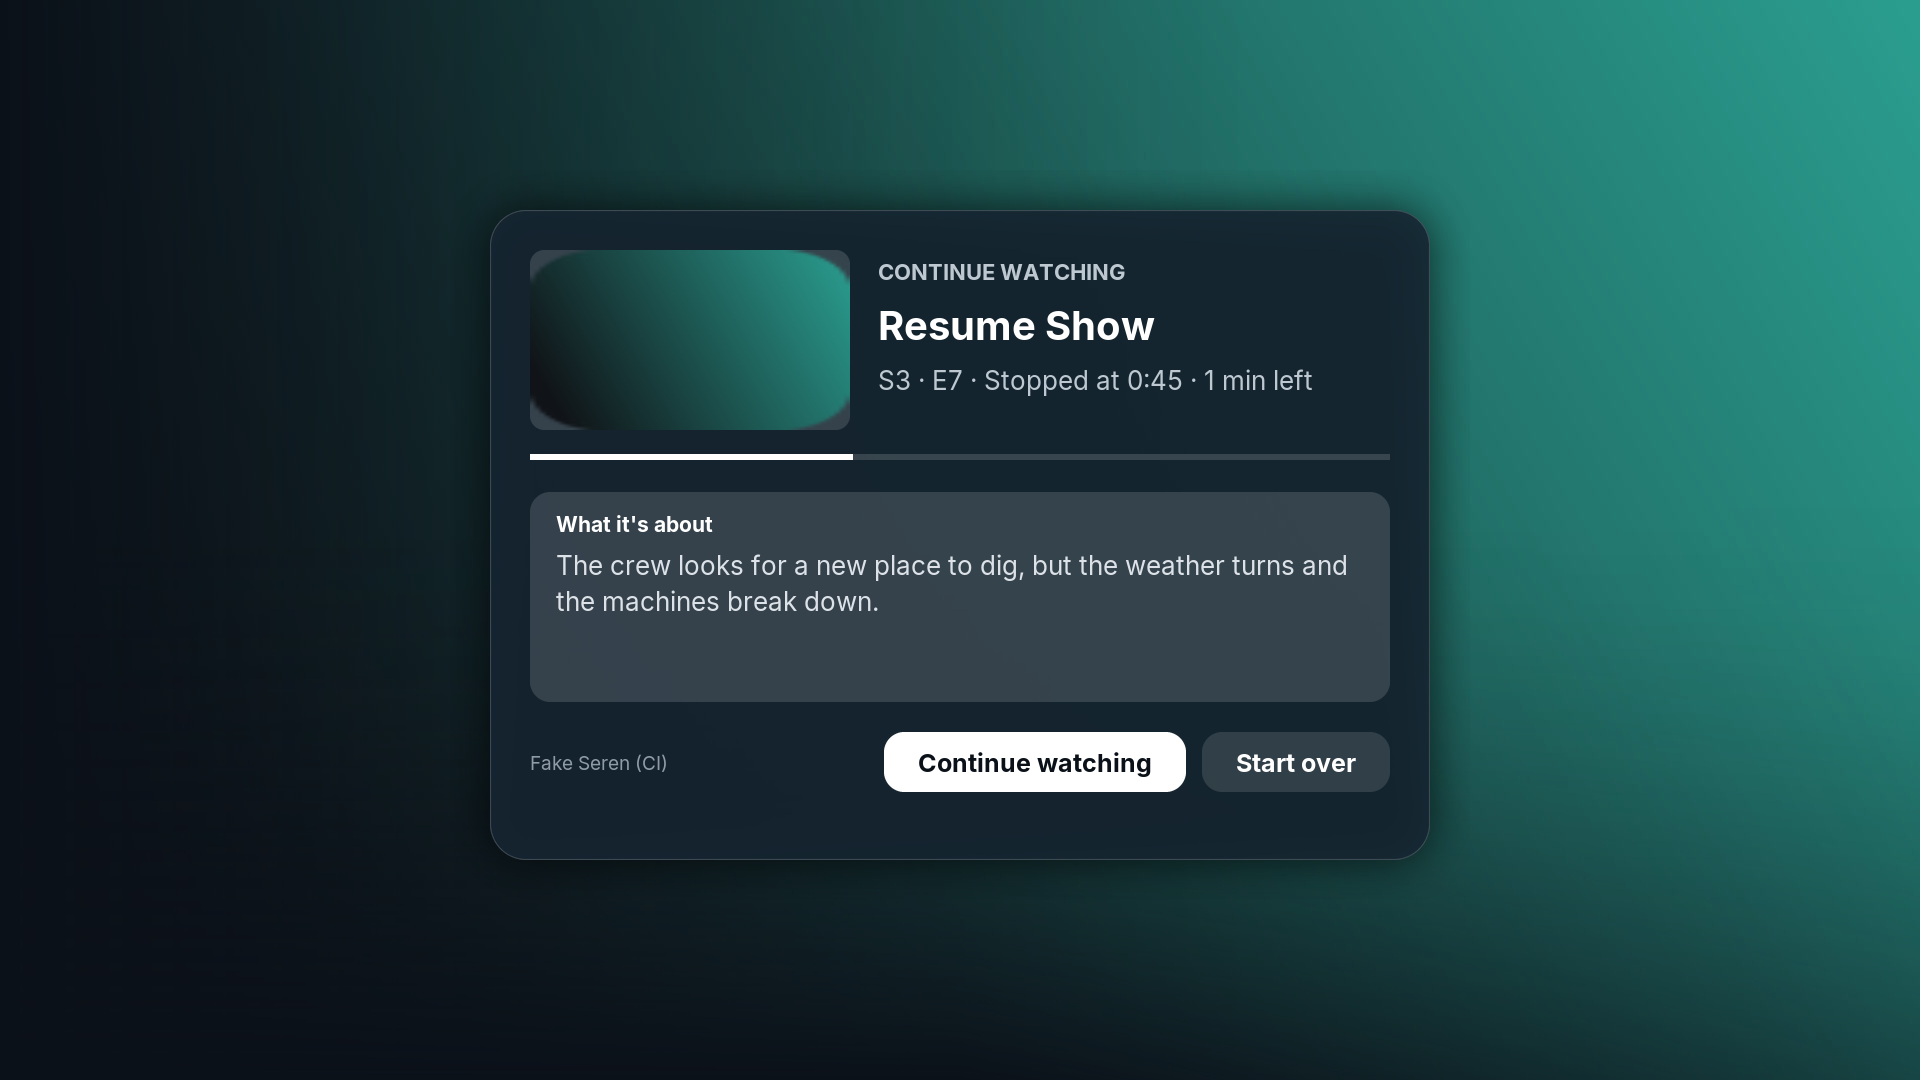 CONTINUE WATCHING
Resume Show
S3 · E7 · Stopped at 0:45 · 1 min left
What it's about
The crew looks for a new place to dig, but the weather turns and
the machines break down.
Fake Seren (CI)
Continue watching
Start over